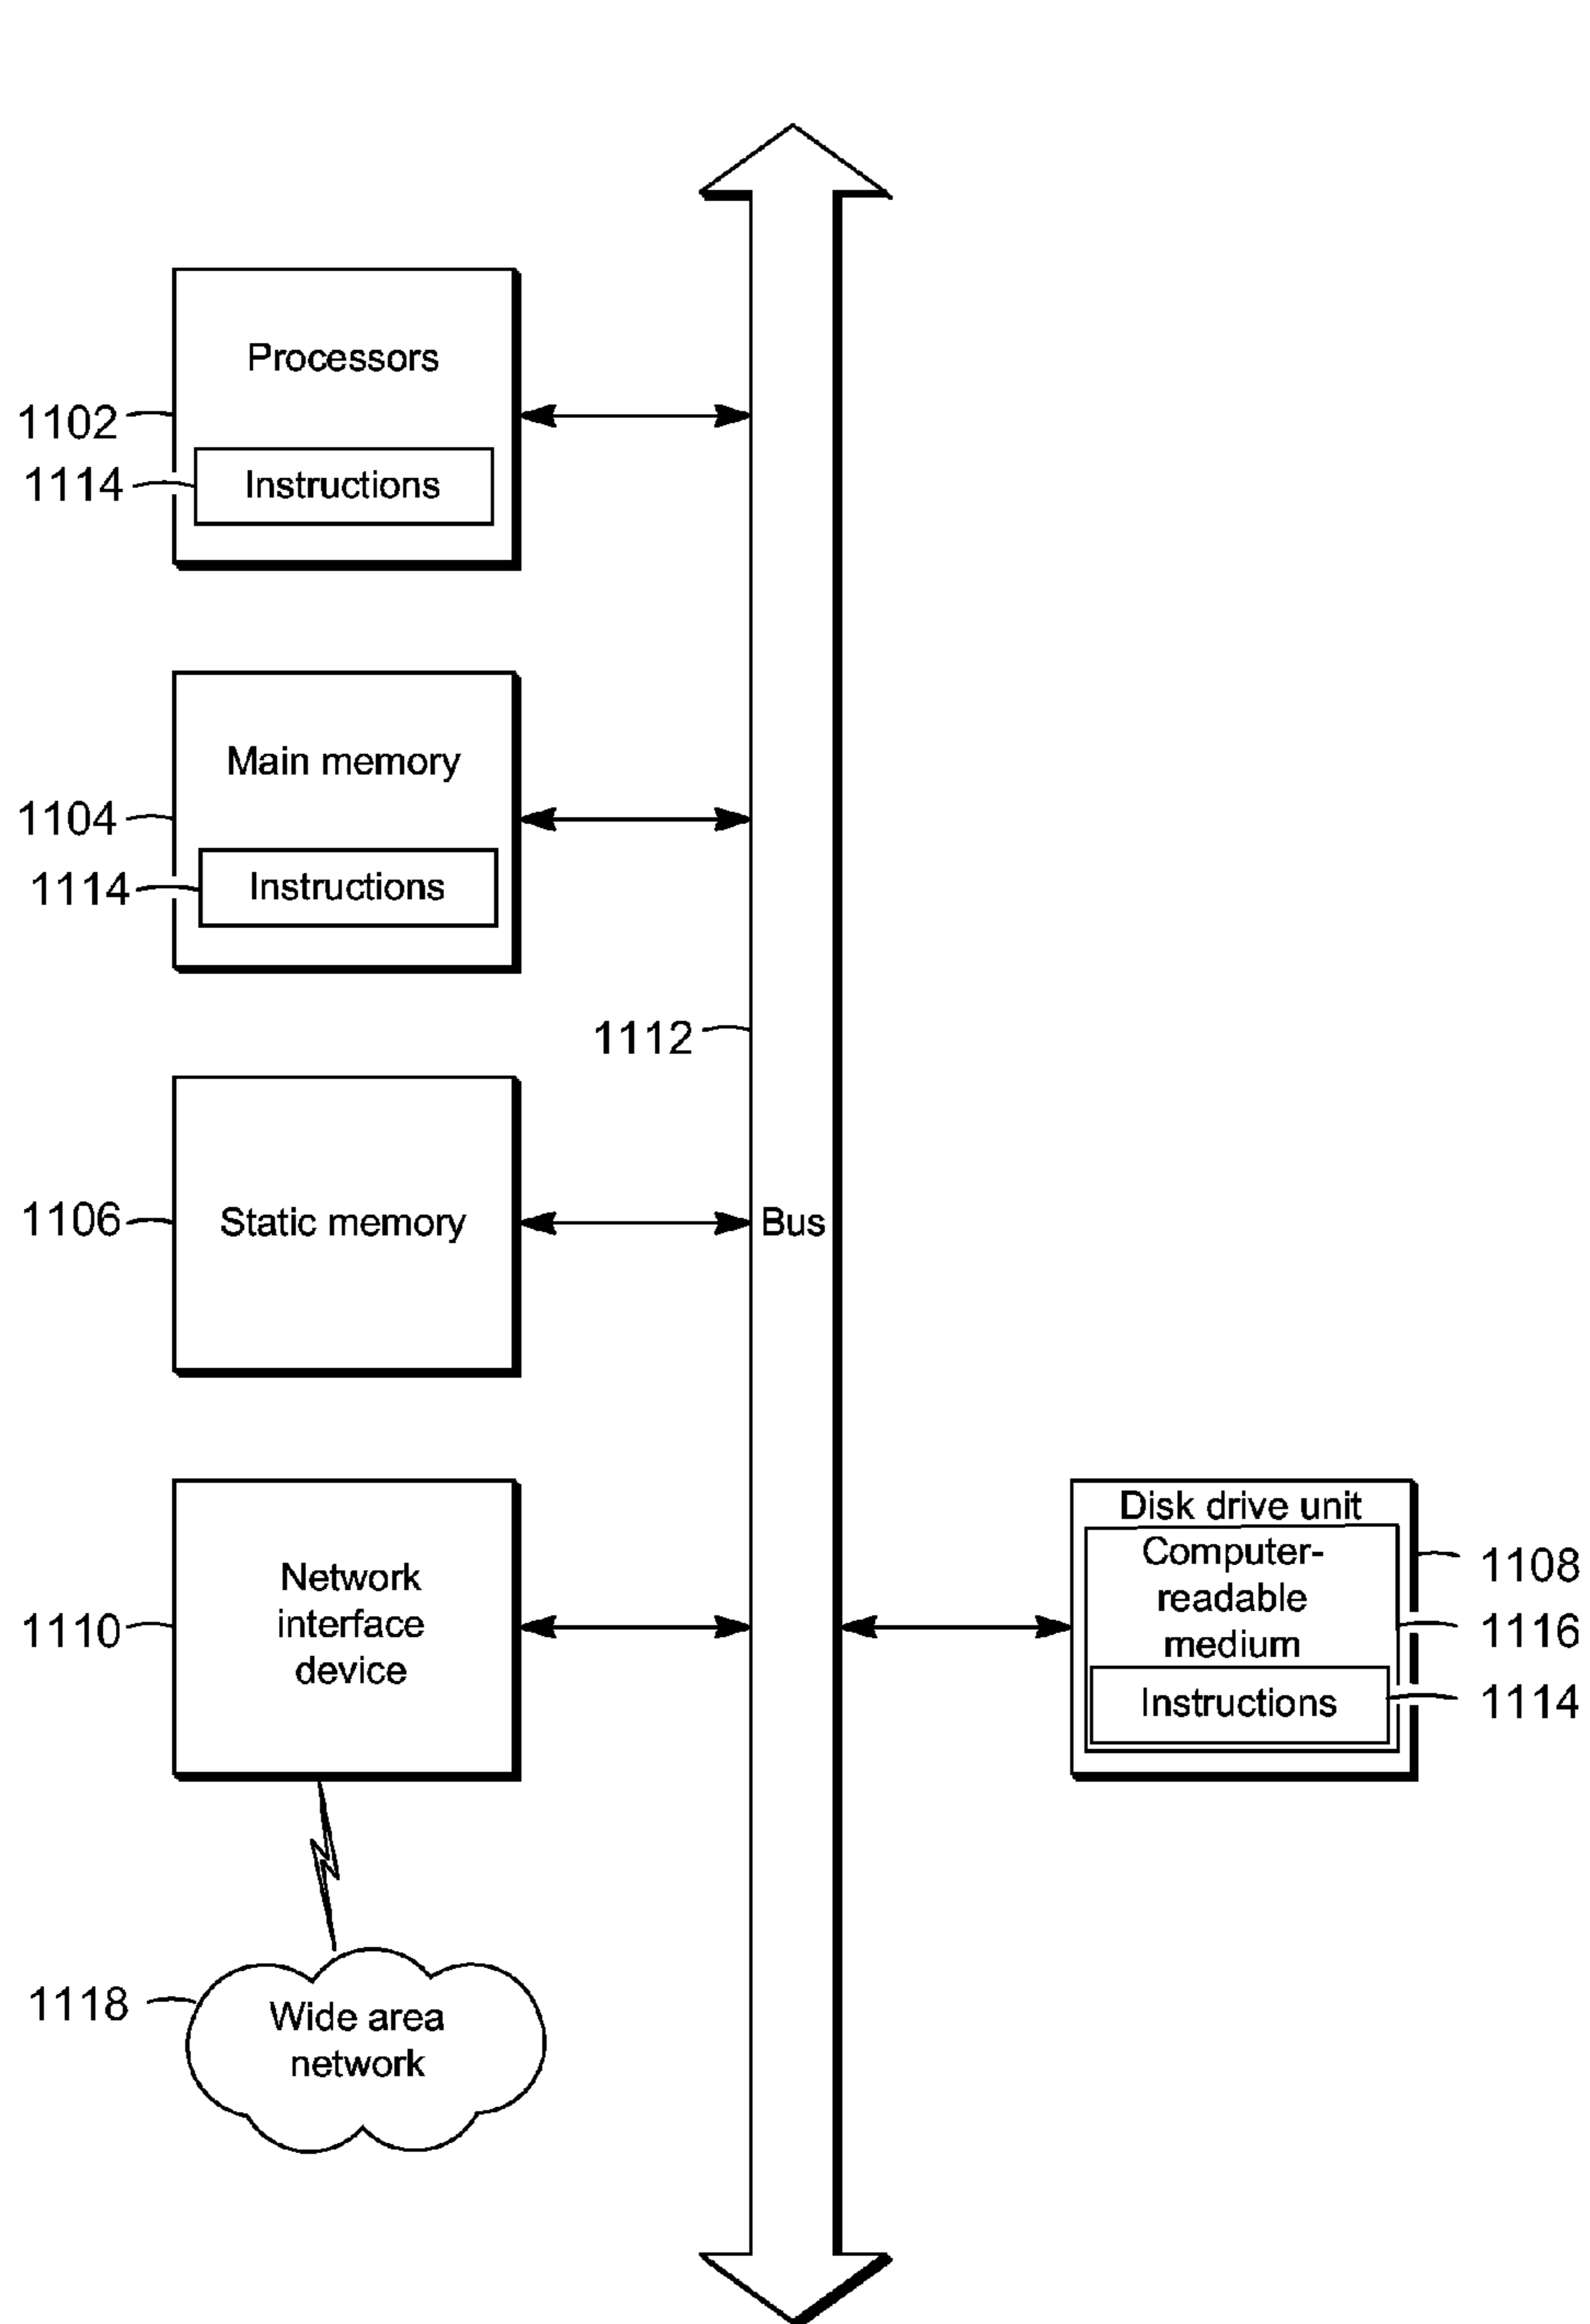 Processors
1102
1114
Instructions
Main memory
1104
1114
Instructions
1112
1106
Static memory
Bus
1110
Network
interface
device
Disk drive unit
Computer-
readable
medium
Instructions
1108
1116
1114
1118
Wide area
network